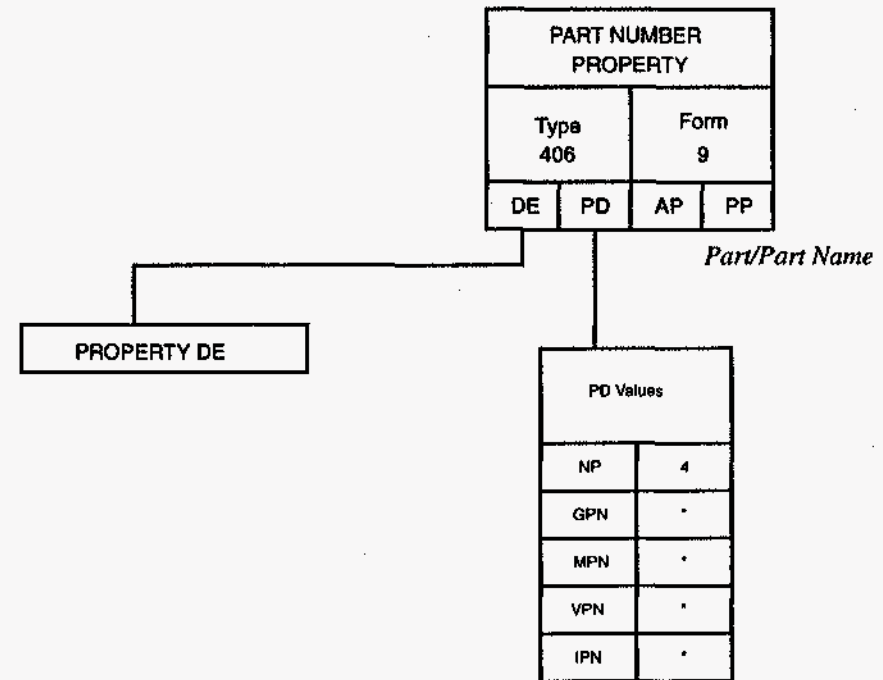 PART NUMBER
PROPERTY
Type Form
406 9
DE PD AP PP
Part/Part Name
PROPERTY DE
PD Values
NP 4
GPN *
MPN *
VPN *
IPN *